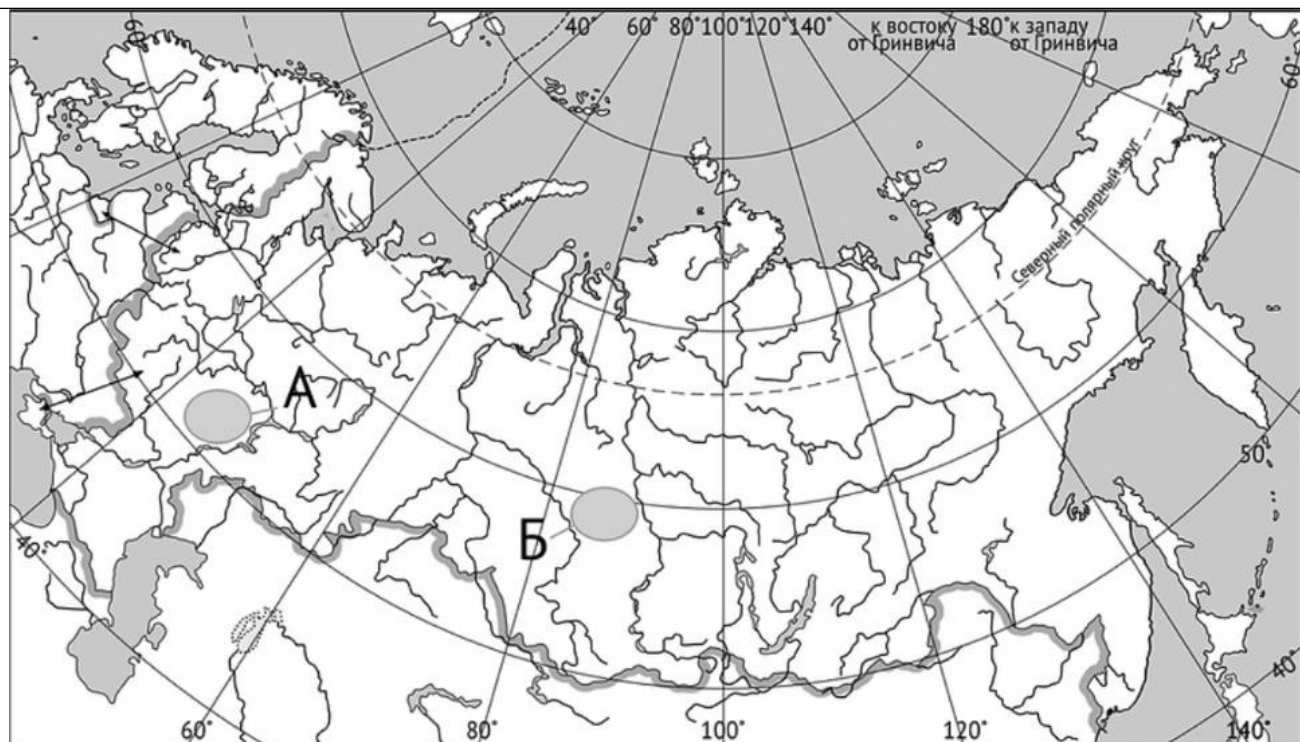 60° 40° 60° 80° 100° 120° 140° к востоку 180° к западу
от Гринвича от Гринвича
60°
Северный полярный круг
А
50°
Б
40°
40°
60° 80° 100° 120° 140°